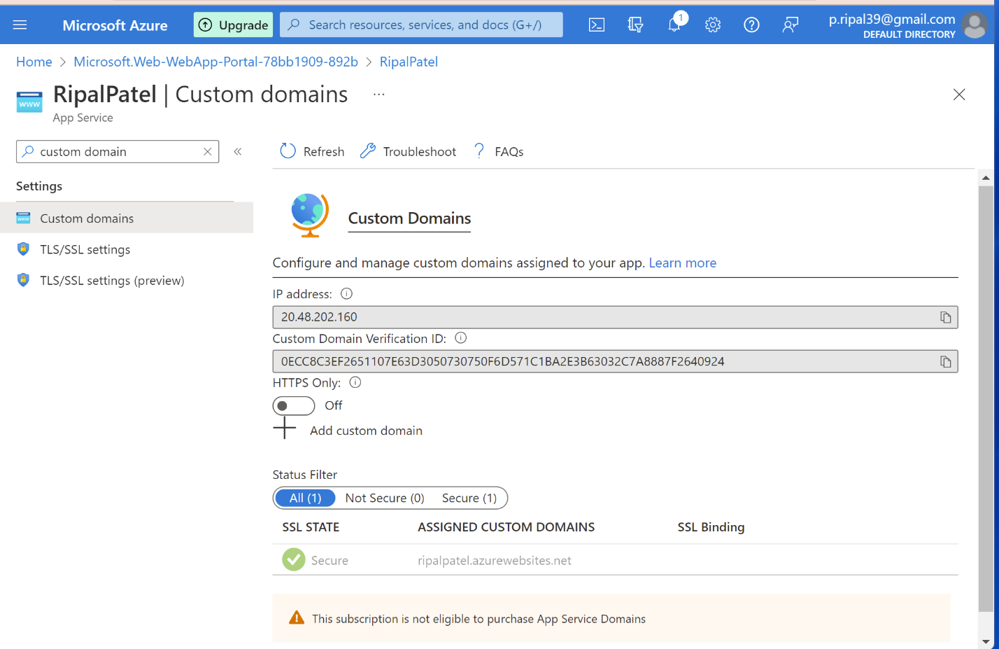 Microsoft Azure
Upgrade
Search resources, services, and docs (G+/)
1
p.ripal39@gmail.com
DEFAULT DIRECTORY
Home > Microsoft.Web-WebApp-Portal-78bb1909-892b > RipalPatel
www
RipalPatel | Custom domains ...
App Service
custom domain
«
Refresh
Troubleshoot
? FAQs
Settings
Custom domains
TLS/SSL settings
TLS/SSL settings (preview)
Custom Domains
Configure and manage custom domains assigned to your app. Learn more
IP address:
20.48.202.160
Custom Domain Verification ID:
0ECC8C3EF2651107E63D3050730750F6D571C1BA2E3B63032C7A8887F2640924
HTTPS Only:
Off
Add custom domain
Status Filter
All (1) Not Secure (0) Secure (1)
SSL STATE ASSIGNED CUSTOM DOMAINS SSL Binding
Secure ripalpatel.azurewebsites.net
This subscription is not eligible to purchase App Service Domains